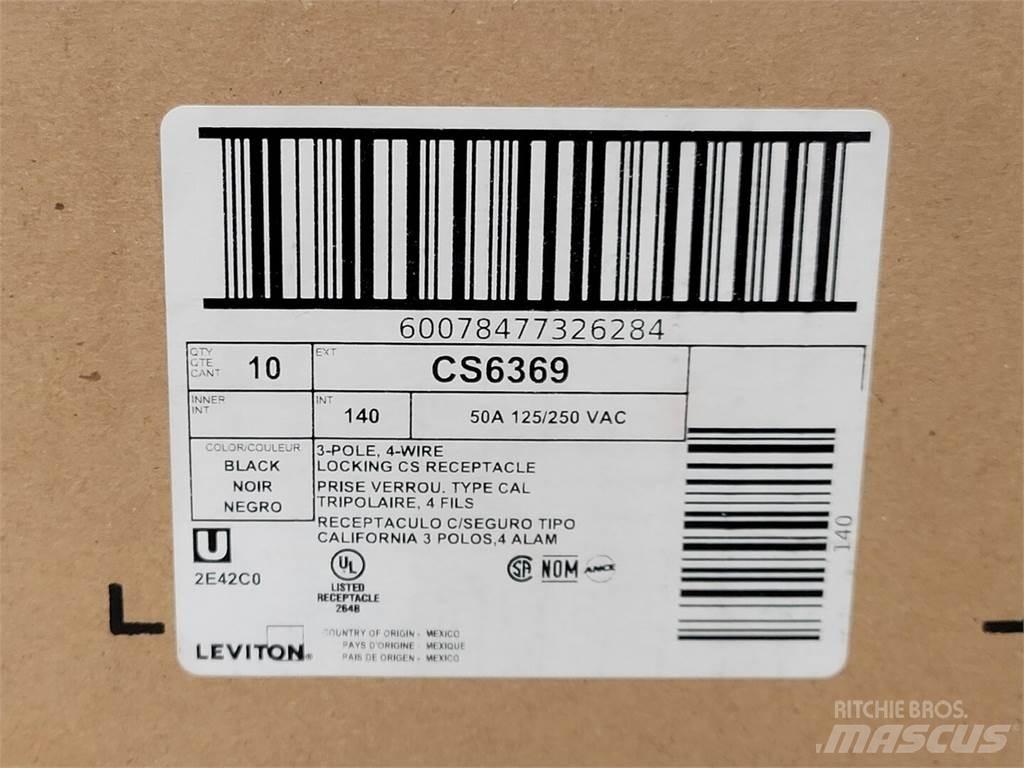 60078477326284
QTY
QTE
CANT
10
EXT
CS6369
INNER
INT
INT
140
50A 125/250 VAC
COLOR/COULEUR
BLACK
NOIR
NEGRO
3-POLE, 4-WIRE
LOCKING CS RECEPTACLE
PRISE VERROU. TYPE CAL
TRIPOLAIRE, 4 FILS
RECEPTACULO C/SEGURO TIPO
CALIFORNIA 3 POLOS,4 ALAM
140
U
2E42C0
UL
LISTED
RECEPTACLE
264B
SA NOM ANCE
LEVITON®
COUNTRY OF ORIGIN - MEXICO
PAYS D'ORIGINE - MEXIQUE
PAIS DE ORIGEN - MEXICO
RITCHIE BROS.
MASCUS